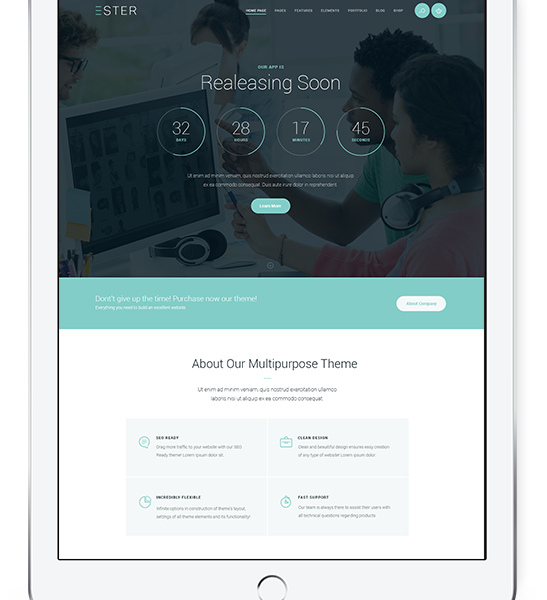 ESTER
HOME PAGE PAGES FEATURES ELEMENTS PORTFOLIO BLOG SHOP
OUR APP IS
Realeasing Soon
32 28 17 45
DAYS HOURS MINUTES SECONDS
Ut enim ad minim veniam, quis nostrud exercitation ullamco laboris nisi ut aliquip
ex ea commodo consequat. Duis aute irure dolor in reprehenderit.
Learn More
Dont't give up the time! Purchase now our theme!
Everything you need to build an excellent website
About Company
About Our Multipurpose Theme
Ut enim ad minim veniam, quis nostrud exercitation ullamco
laboris nisi ut aliquip ex ea commodo consequat.
SEO READY
Drag more traffic to your website with our SEO
Ready theme! Lorem ipsum dolor sit.
CLEAN DESIGN
Clean and beautiful design ensures easy creation
of any type of website! Lorem ipsum dolor
INCREDIBLY FLEXIBLE
Infinite options in construction of theme's layout,
settings of all theme elements and its functionality!
FAST SUPPORT
Our team is always there to assist their users with
all technical questions regarding products